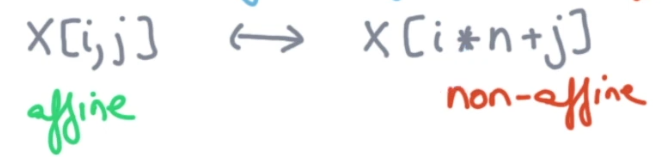 X[i,j] ⟷ X[i*n+j]
affine non-affine